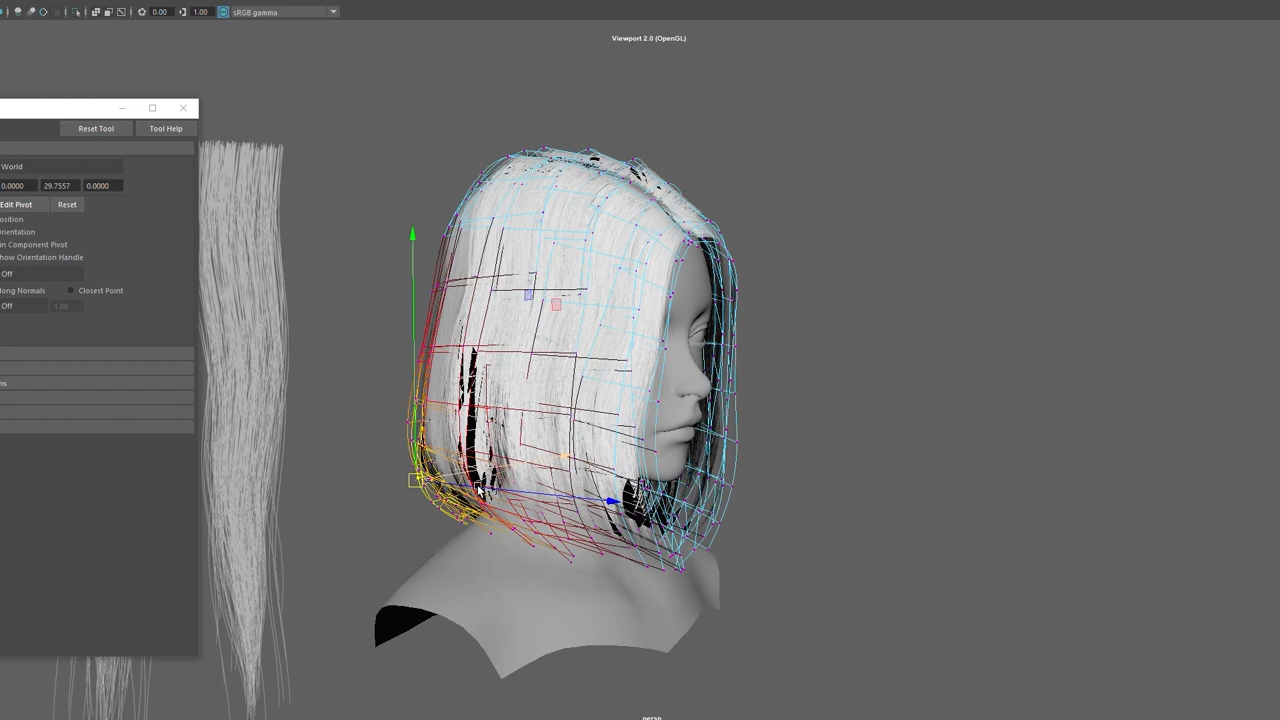 0.00 1.00 sRGB gamma
Viewport 2.0 (OpenGL)
Reset Tool Tool Help
World
0.0000 29.7557 0.0000
Edit Pivot Reset
osition
rientation
in Component Pivot
how Orientation Handle
Off
long Normals Closest Point
Off 1.00
ns
persp